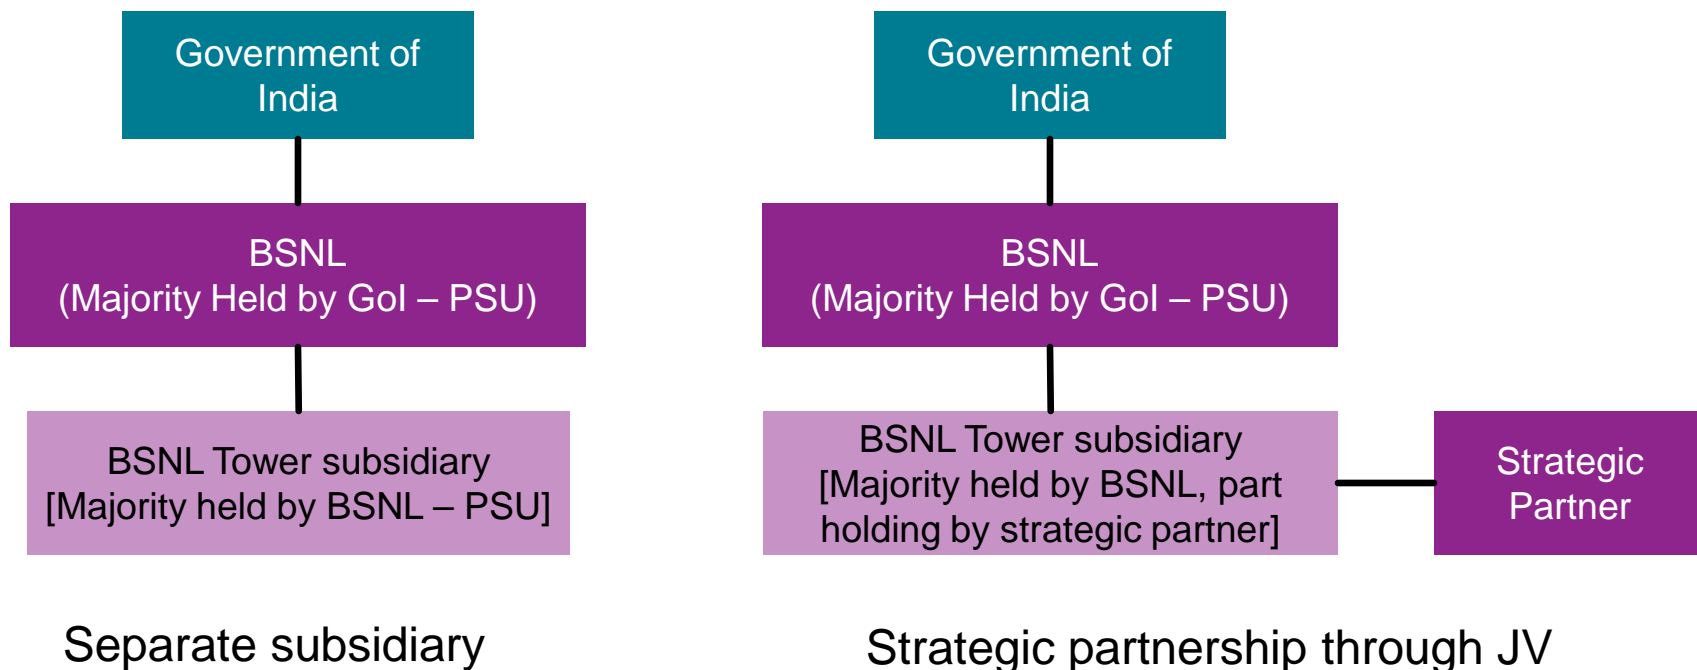 Government of
India
BSNL
(Majority Held by GoI – PSU)
BSNL Tower subsidiary
[Majority held by BSNL – PSU]
Separate subsidiary
Government of
India
BSNL
(Majority Held by GoI – PSU)
BSNL Tower subsidiary
[Majority held by BSNL, part
holding by strategic partner]
Strategic
Partner
Strategic partnership through JV